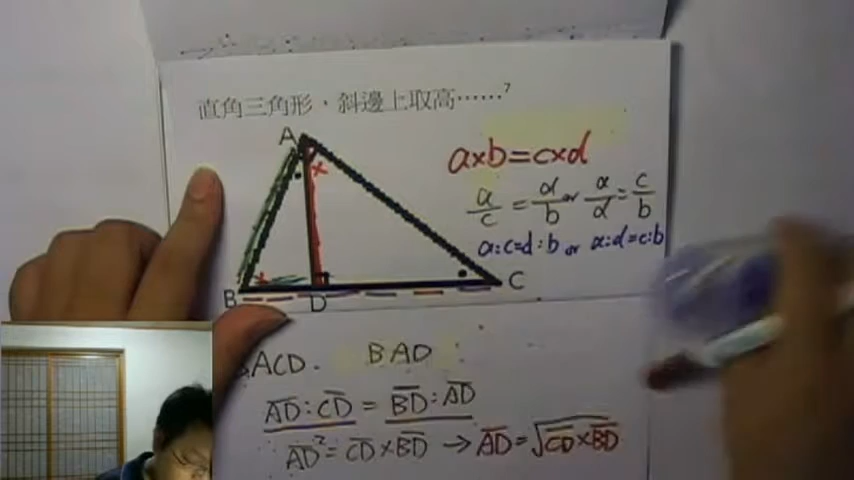 直角三角形，斜邊上取高……7
A
a×b=c×d
a/c = d/b or a/d = c/b
a:c=d:b or a:d=c:b
B D C
ACD. BAD
AD:CD = BD:AD
AD²=CD×BD → AD=√CD×BD